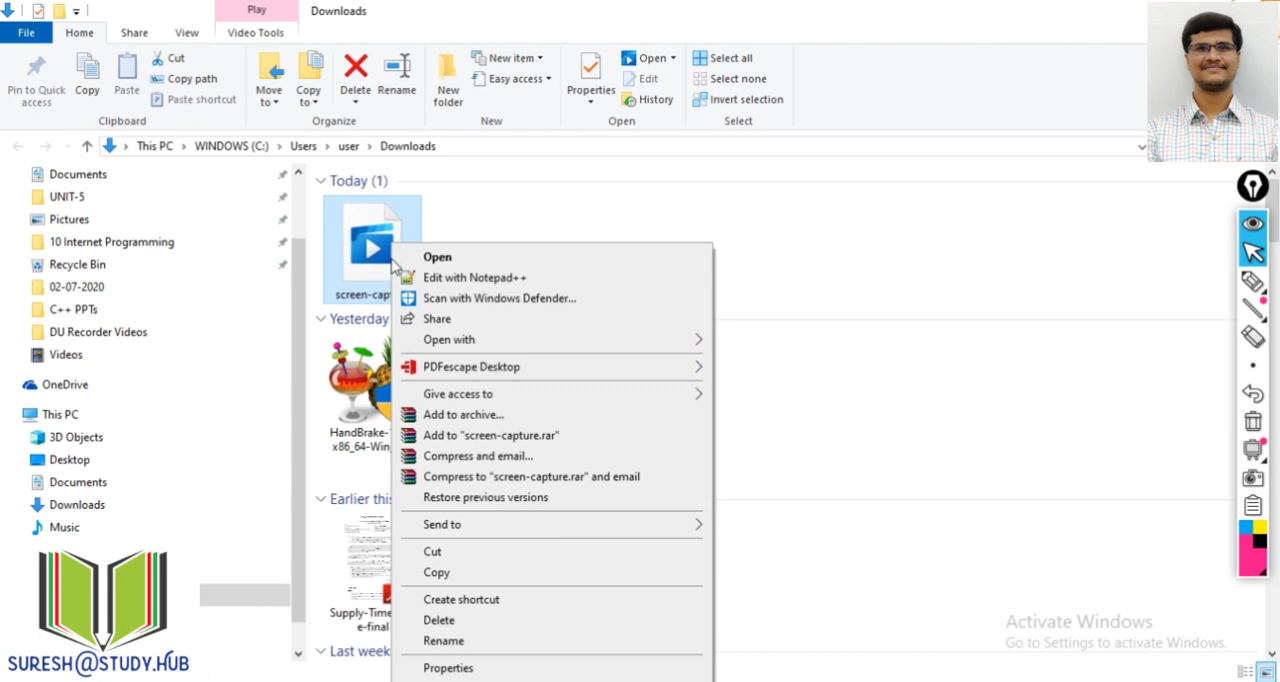 Play
Downloads
File
Home
Share
View
Video Tools
Pin to Quick
access
Copy
Paste
Cut
Copy path
Paste shortcut
Clipboard
Move
to
Copy
to
Delete
Rename
Organize
New
folder
New item
Easy access
New
Properties
Open
Edit
History
Open
Select all
Select none
Invert selection
Select
This PC
WINDOWS (C:)
Users
user
Downloads
Documents
UNIT-5
Pictures
10 Internet Programming
Recycle Bin
02-07-2020
C++ PPTs
DU Recorder Videos
Videos
OneDrive
This PC
3D Objects
Desktop
Documents
Downloads
Music
SURESH@STUDY.HUB
Today (1)
screen-capt
Yesterday
HandBrake-
x86_64-Win
Earlier this
Supply-Time
e-final
Last week
Open
Edit with Notepad++
Scan with Windows Defender...
Share
Open with
PDFescape Desktop
Give access to
Add to archive...
Add to "screen-capture.rar"
Compress and email...
Compress to "screen-capture.rar" and email
Restore previous versions
Send to
Cut
Copy
Create shortcut
Delete
Rename
Properties
Activate Windows
Go to Settings to activate Windows.